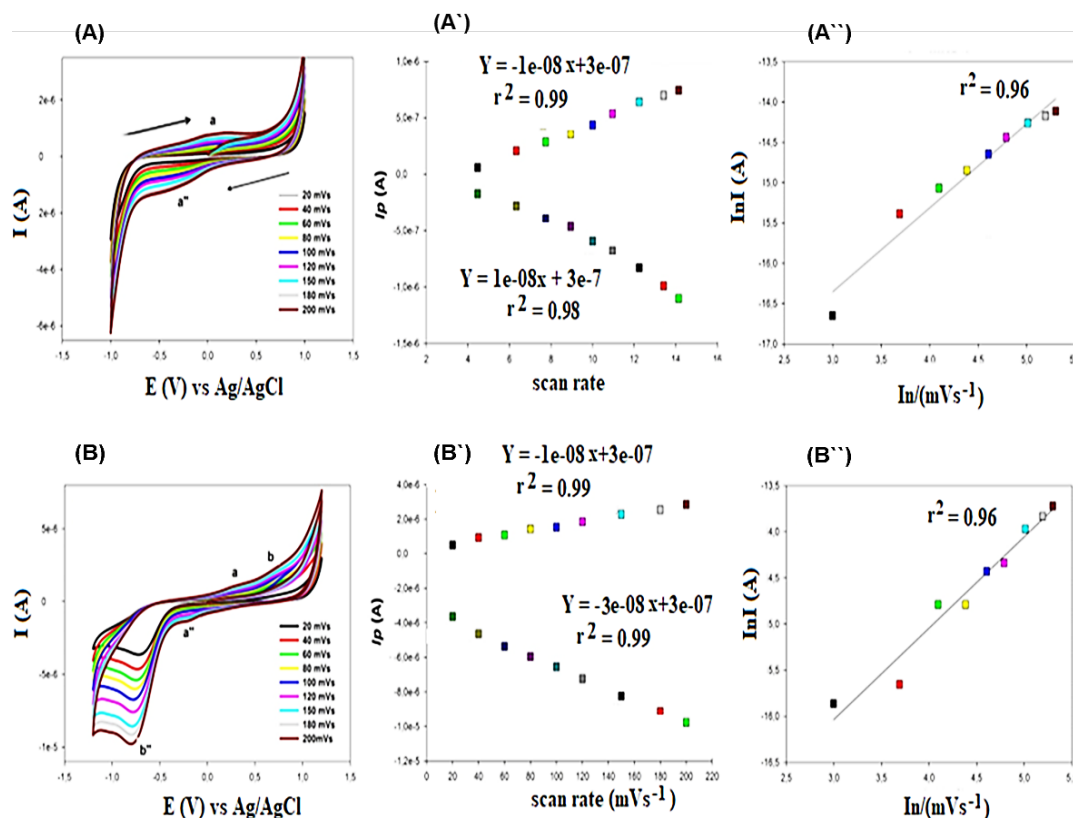 (A)
2e-6
0
-2e-6
-4e-6
-6e-6
I (A)
a
a"
20 mVs
40 mVs
60 mVs
80 mVs
100 mVs
120 mVs
150 mVs
180 mVs
200 mVs
-1,5 -1,0 -0,5 0,0 0,5 1,0 1,5
E (V) vs Ag/AgCl
(A`)
Y = -1e-08 x+3e-07
r2 = 0.99
1,0e-6
5,0e-7
0,0
-5,0e-7
-1,0e-6
-1,5e-6
Ip (A)
Y = 1e-08x + 3e-7
r2 = 0.98
2 4 6 8 10 12 14 16
scan rate
(A``)
r2 = 0.96
-13,5
-14,0
-14,5
-15,0
-15,5
-16,0
-16,5
-17,0
InI (A)
2,5 3,0 3,5 4,0 4,5 5,0 5,5
In/(mVs-1)
(B)
5e-6
0
-5e-6
-1e-5
I (A)
a
b
a"
b"
20 mVs
40 mVs
60 mVs
80 mVs
100 mVs
120 mVs
150 mVs
180 mVs
200mVs
-1,5 -1,0 -0,5 0,0 0,5 1,0 1,5
E (V) vs Ag/AgCl
(B`)
Y = -1e-08 x+3e-07
r2 = 0.99
4,0e-6
2,0e-6
0,0
-2,0e-6
-4,0e-6
-6,0e-6
-8,0e-6
-1,0e-5
-1,2e-5
Ip (A)
Y = -3e-08 x+3e-07
r2 = 0.99
0 20 40 60 80 100 120 140 160 180 200 220
scan rate (mVs-1)
(B``)
r2 = 0.96
-13,5
4,0
4,5
5,0
5,5
-16,0
-16,5
InI (A)
2,5 3,0 3,5 4,0 4,5 5,0 5,5
In/(mVs-1)